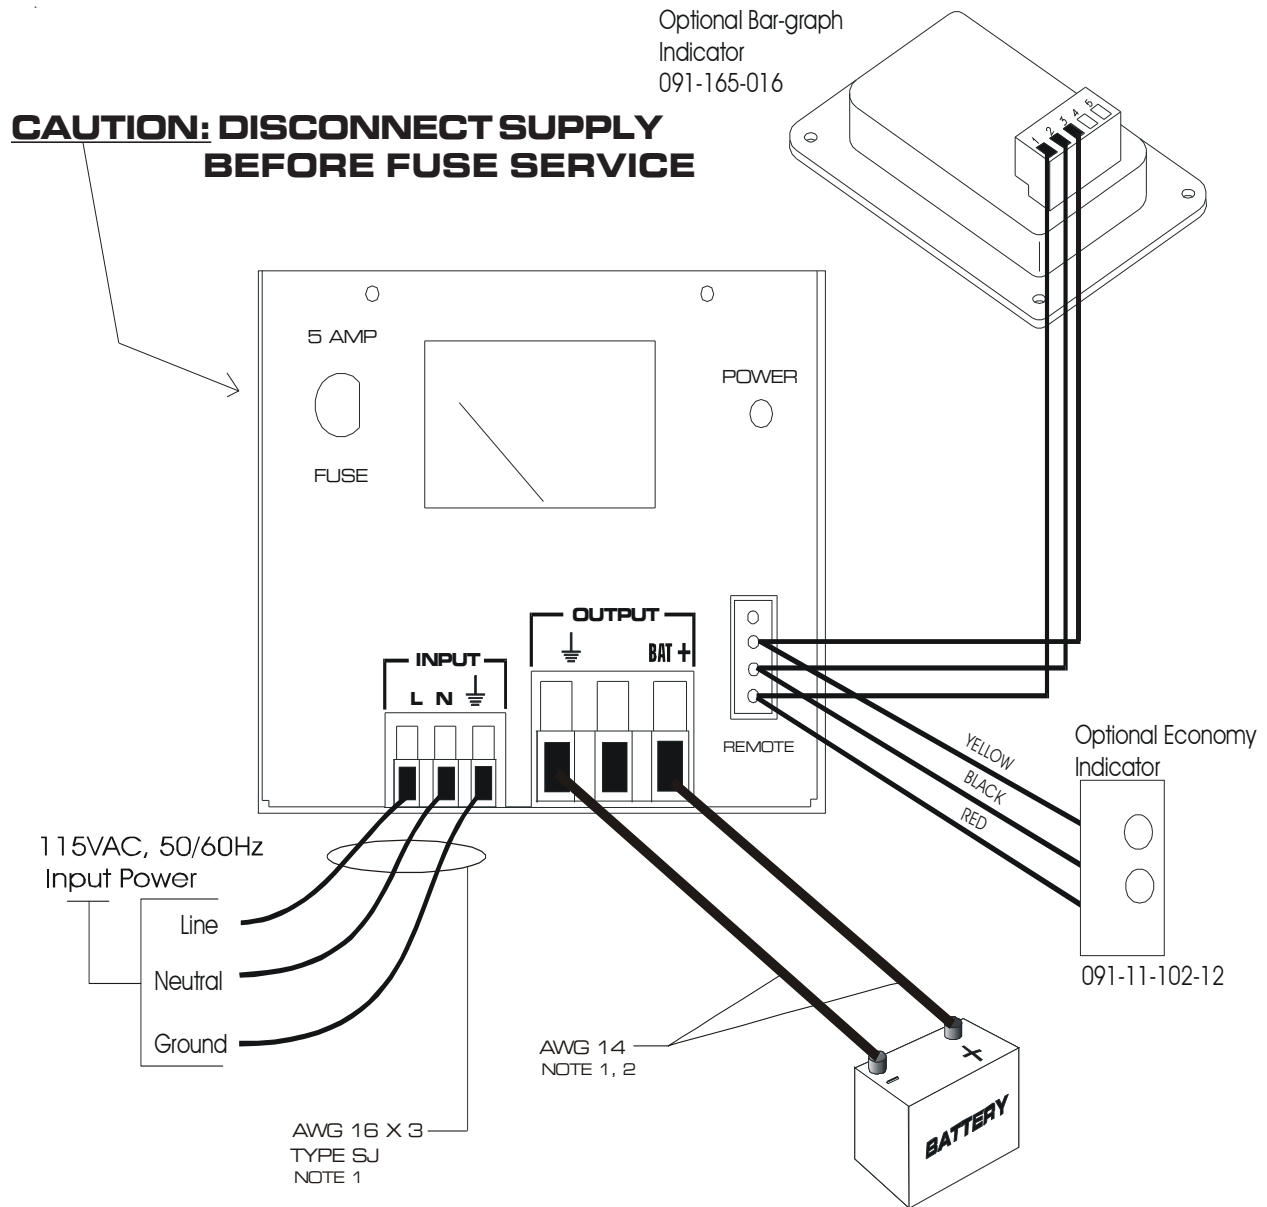 Optional Bar-graph
Indicator
091-165-016
1 2 3 4 5
CAUTION: DISCONNECT SUPPLY
BEFORE FUSE SERVICE
5 AMP
FUSE
POWER
OUTPUT
BAT +
INPUT
L N
REMOTE
YELLOW
BLACK
RED
Optional Economy
Indicator
091-11-102-12
115VAC, 50/60Hz
Input Power
Line
Neutral
Ground
AWG 14
NOTE 1, 2
AWG 16 X 3
TYPE SJ
NOTE 1
- +
BATTERY